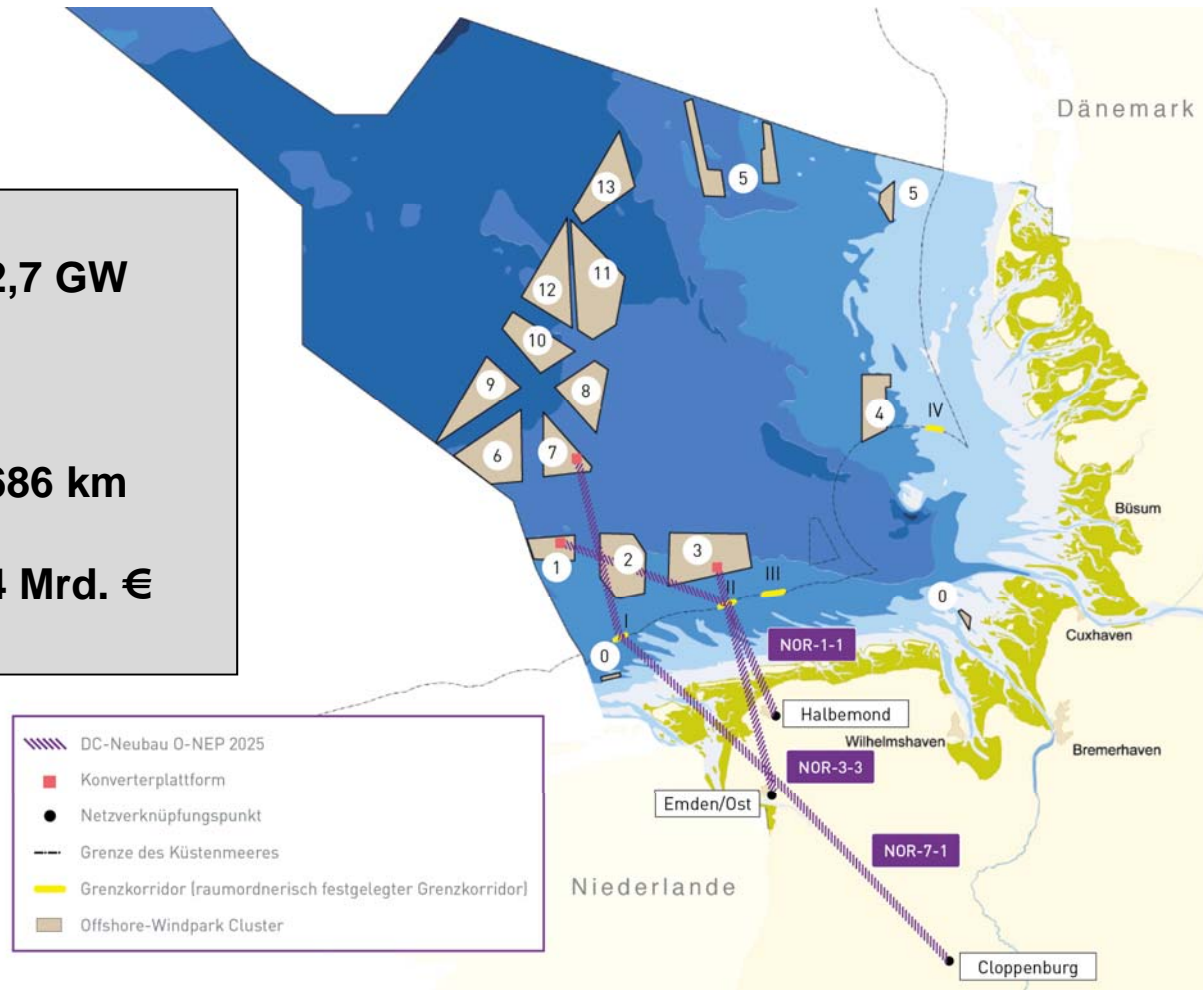 2,7 GW
686 km
4 Mrd. €
Dänemark
13
5
5
12
11
10
9
8
4
IV
6
7
Büsum
1
2
3
II
III
I
0
0
Cuxhaven
NOR-1-1
Halbemond
Wilhelmshaven
Bremerhaven
NOR-3-3
Emden/Ost
NOR-7-1
Niederlande
Cloppenburg
DC-Neubau O-NEP 2025
Konverterplattform
Netzverknüpfungspunkt
Grenze des Küstenmeeres
Grenzkorridor (raumordnerisch festgelegter Grenzkorridor)
Offshore-Windpark Cluster